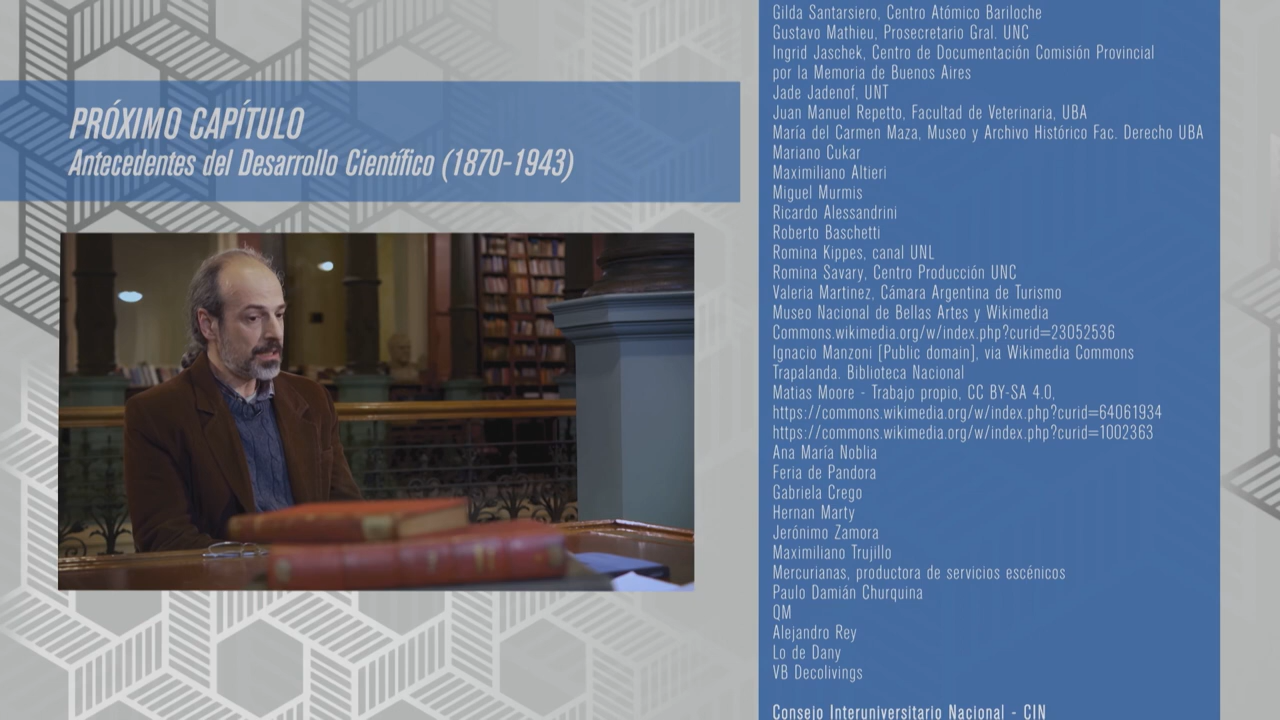 PRÓXIMO CAPÍTULO
Antecedentes del Desarrollo Científico (1870-1943)
Gilda Santarsiero, Centro Atómico Bariloche
Gustavo Mathieu, Prosecretario Gral. UNC
Ingrid Jaschek, Centro de Documentación Comisión Provincial
por la Memoria de Buenos Aires
Jade Jadenof, UNT
Juan Manuel Repetto, Facultad de Veterinaria, UBA
María del Carmen Maza, Museo y Archivo Histórico Fac. Derecho UBA
Mariano Cukar
Maximiliano Altieri
Miguel Murmis
Ricardo Alessandrini
Roberto Baschetti
Romina Kippes, canal UNL
Romina Savary, Centro Producción UNC
Valeria Martinez, Cámara Argentina de Turismo
Museo Nacional de Bellas Artes y Wikimedia
Commons.wikimedia.org/w/index.php?curid=23052536
Ignacio Manzoni [Public domain], via Wikimedia Commons
Trapalanda. Biblioteca Nacional
Matias Moore - Trabajo propio, CC BY-SA 4.0,
https://commons.wikimedia.org/w/index.php?curid=64061934
https://commons.wikimedia.org/w/index.php?curid=1002363
Ana María Noblia
Feria de Pandora
Gabriela Crego
Hernan Marty
Jerónimo Zamora
Maximiliano Trujillo
Mercurianas, productora de servicios escénicos
Paulo Damián Churquina
QM
Alejandro Rey
Lo de Dany
VB Decolivings
Consejo Interuniversitario Nacional - CIN